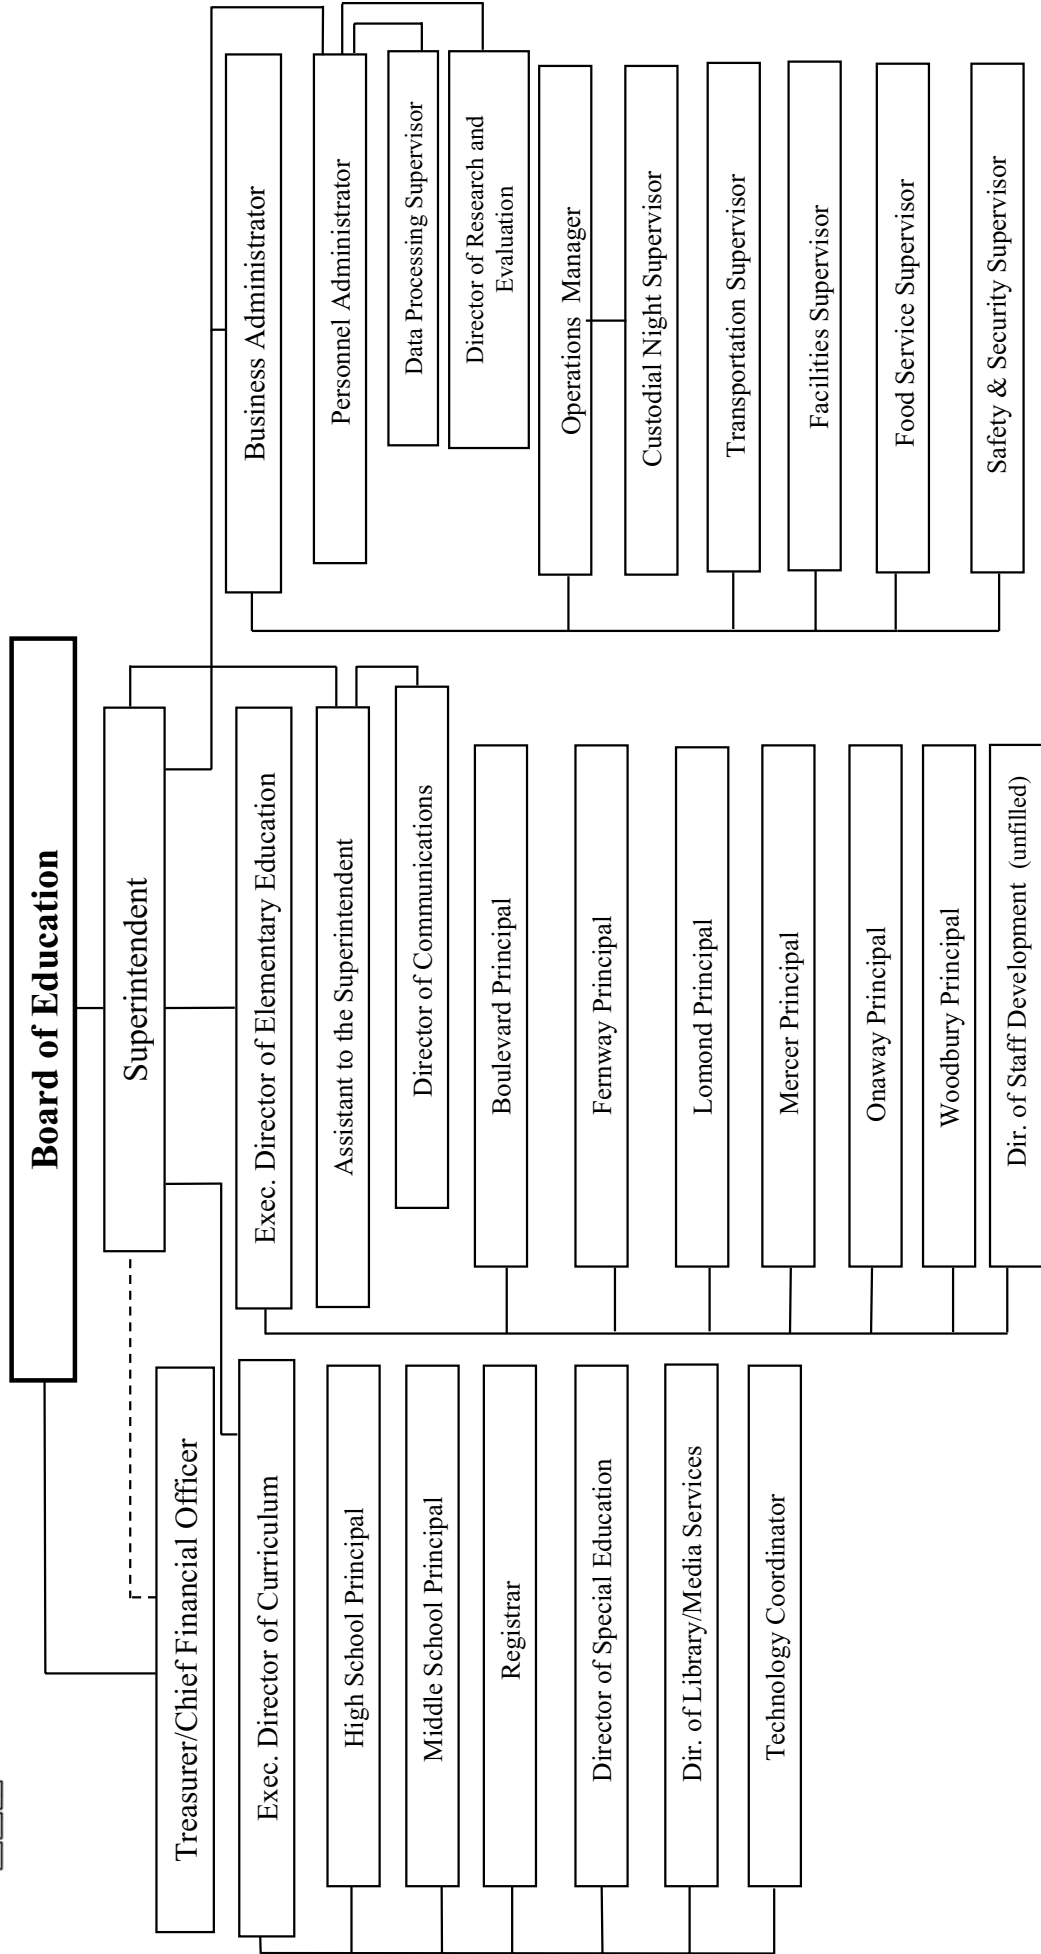 Board of Education
Superintendent
Treasurer/Chief Financial Officer
Exec. Director of Curriculum
High School Principal
Middle School Principal
Registrar
Director of Special Education
Dir. of Library/Media Services
Technology Coordinator
Exec. Director of Elementary Education
Assistant to the Superintendent
Director of Communications
Boulevard Principal
Fernway Principal
Lomond Principal
Mercer Principal
Onaway Principal
Woodbury Principal
Dir. of Staff Development (unfilled)
Business Administrator
Personnel Administrator
Data Processing Supervisor
Director of Research and
Evaluation
Operations Manager
Custodial Night Supervisor
Transportation Supervisor
Facilities Supervisor
Food Service Supervisor
Safety & Security Supervisor